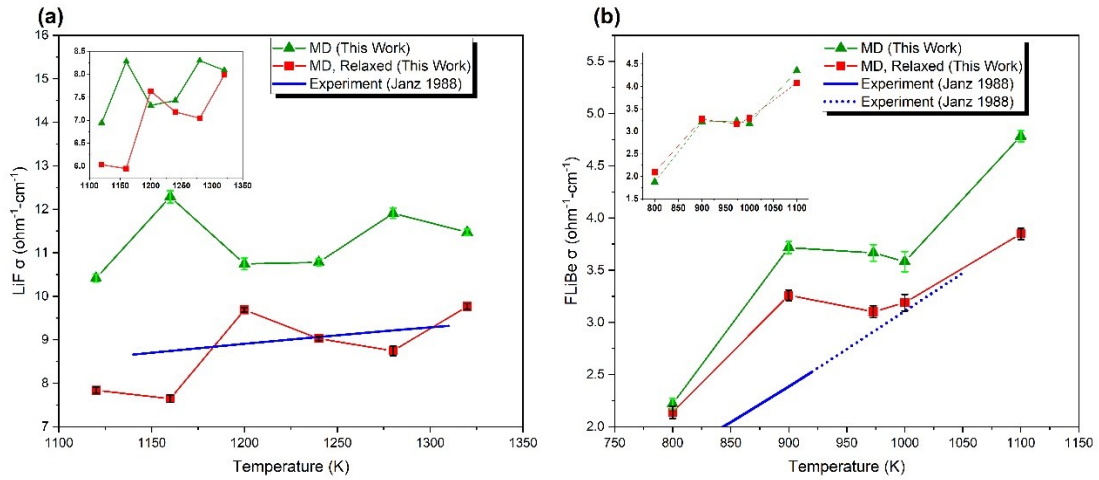 (a)
16
15
14
13
12
11
10
9
8
7
LiF σ (ohm⁻¹-cm⁻¹)
1100 1150 1200 1250 1300 1350
Temperature (K)
MD (This Work)
MD, Relaxed (This Work)
Experiment (Janz 1988)
8.5
8.0
7.5
7.0
6.5
6.0
1100 1150 1200 1250 1300 1350
(b)
5.5
5.0
4.5
4.0
3.5
3.0
2.5
2.0
FLiBe σ (ohm⁻¹-cm⁻¹)
750 800 850 900 950 1000 1050 1100 1150
Temperature (K)
MD (This Work)
MD, Relaxed (This Work)
Experiment (Janz 1988)
Experiment (Janz 1988)
4.5
4.0
3.5
3.0
2.5
2.0
1.5
800 850 900 950 1000 1050 1100